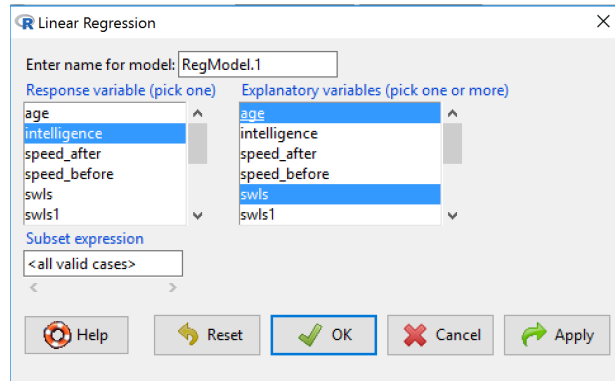 Linear Regression
Enter name for model: RegModel.1
Response variable (pick one)
age
intelligence
speed_after
speed_before
swls
swls1
Explanatory variables (pick one or more)
age
intelligence
speed_after
speed_before
swls
swls1
Subset expression
<all valid cases>
Help
Reset
OK
Cancel
Apply